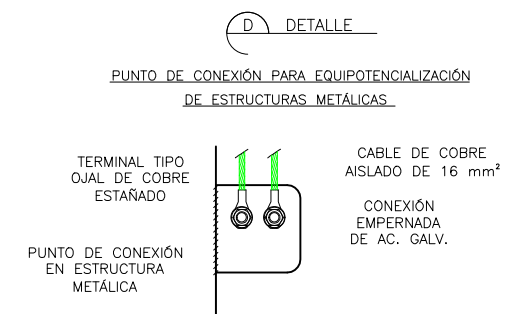 D DETALLE
PUNTO DE CONEXIÓN PARA EQUIPOTENCIALIZACIÓN
DE ESTRUCTURAS METÁLICAS
TERMINAL TIPO
OJAL DE COBRE
ESTAÑADO
PUNTO DE CONEXIÓN
EN ESTRUCTURA
METÁLICA
CABLE DE COBRE
AISLADO DE 16 mm²
CONEXIÓN
EMPERNADA
DE AC. GALV.